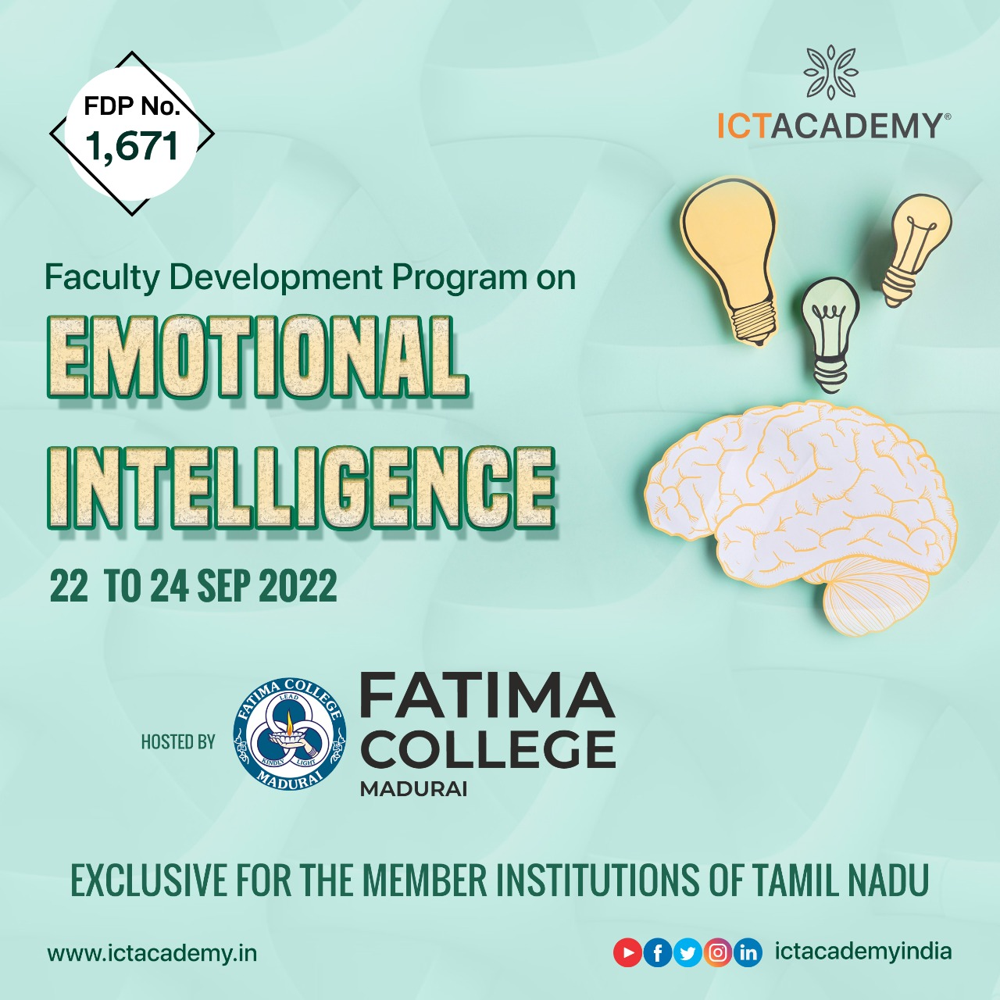 FDP No.
1,671
ICTACADEMY®
Faculty Development Program on
EMOTIONAL
INTELLIGENCE
22 TO 24 SEP 2022
HOSTED BY
FATIMA COLLEGE
LEAD
KINDLY LIGHT
MADURAI
FATIMA
COLLEGE
MADURAI
EXCLUSIVE FOR THE MEMBER INSTITUTIONS OF TAMIL NADU
www.ictacademy.in
ictacademyindia